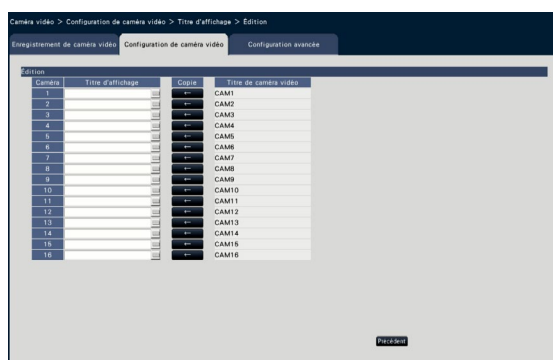 Caméra vidéo > Configuration de caméra vidéo > Titre d'affichage > Édition
Enregistrement de caméra vidéo Configuration de caméra vidéo Configuration avancée
Édition
Caméra Titre d'affichage Copie Titre de caméra vidéo
1 ← CAM1
2 ← CAM2
3 ← CAM3
4 ← CAM4
5 ← CAM5
6 ← CAM6
7 ← CAM7
8 ← CAM8
9 ← CAM9
10 ← CAM10
11 ← CAM11
12 ← CAM12
13 ← CAM13
14 ← CAM14
15 ← CAM15
16 ← CAM16
Précédent